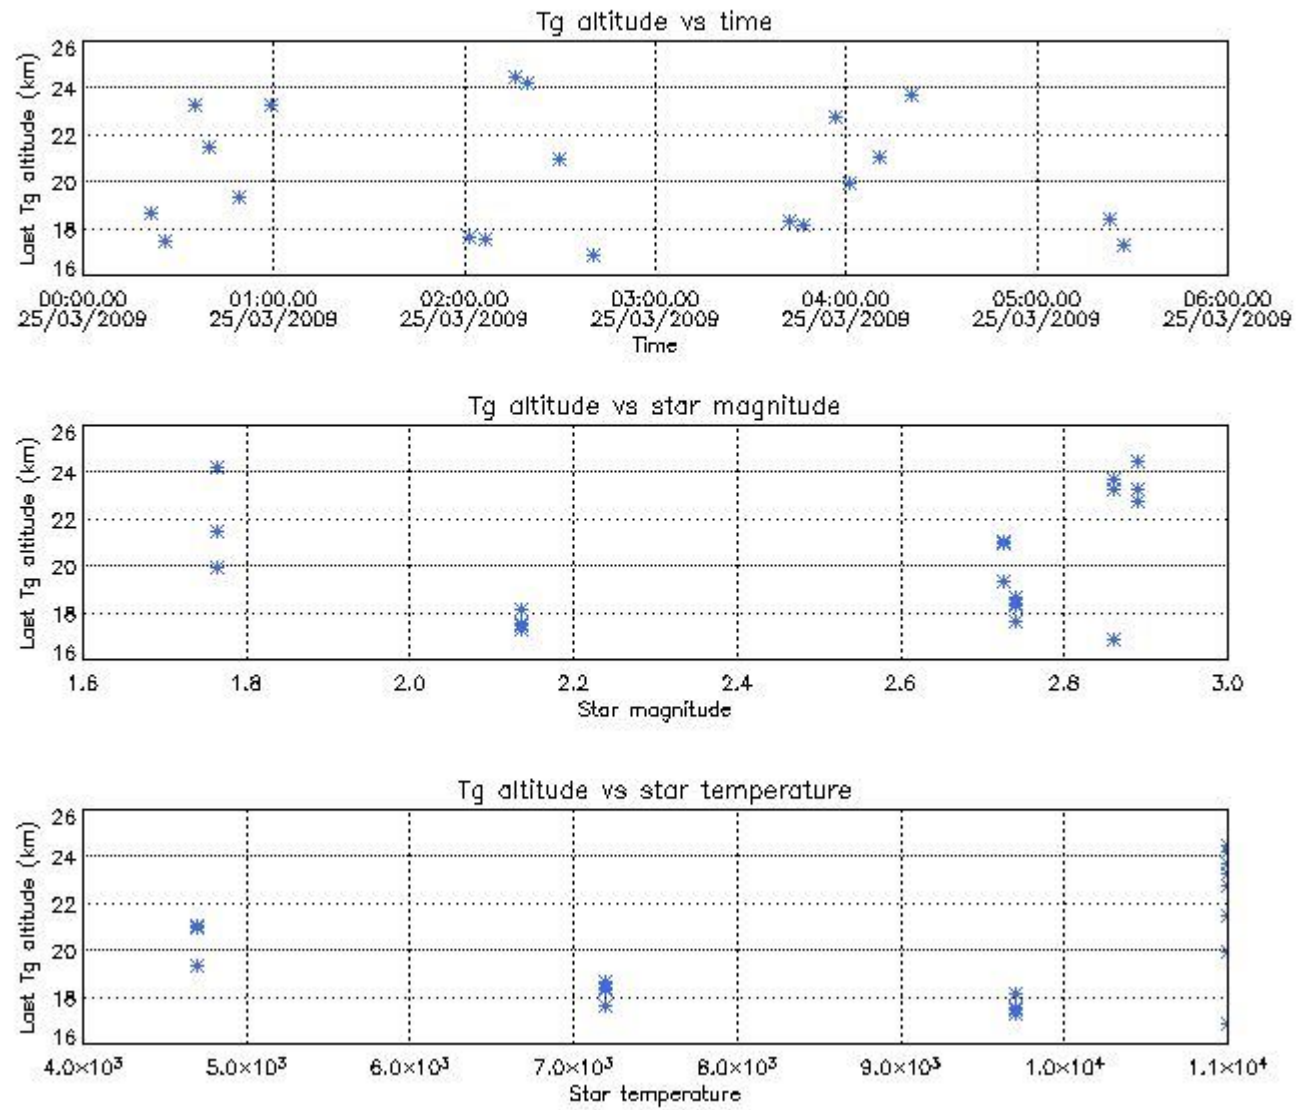 Tg altitude vs time
Last Tg altitude (km)
26
24
22
20
18
16
00:00.00 01:00.00 02:00.00 03:00.00 04:00.00 05:00.00 06:00.00
25/03/2009 25/03/2009 25/03/2009 25/03/2009 25/03/2009 25/03/2009 25/03/2009
Time
Tg altitude vs star magnitude
Last Tg altitude (km)
26
24
22
20
18
16
1.6 1.8 2.0 2.2 2.4 2.6 2.8 3.0
Star magnitude
Tg altitude vs star temperature
Last Tg altitude (km)
26
24
22
20
18
16
4.0×10³ 5.0×10³ 6.0×10³ 7.0×10³ 8.0×10³ 9.0×10³ 1.0×10⁴ 1.1×10⁴
Star temperature